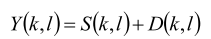 Y(k,l) = S(k,l) + D(k,l)